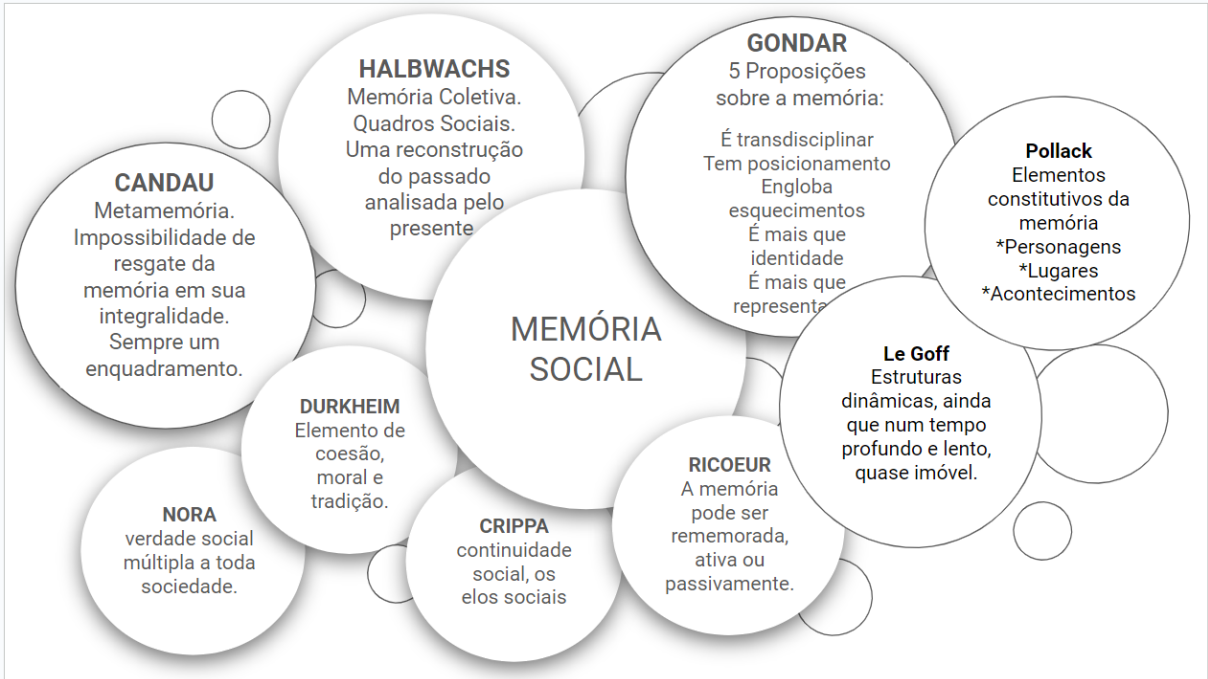 HALBWACHS
Memória Coletiva.
Quadros Sociais.
Uma reconstrução
do passado
analisada pelo
presente
GONDAR
5 Proposições
sobre a memória:
É transdisciplinar
Tem posicionamento
Engloba
esquecimentos
É mais que
identidade
É mais que
Pollack
Elementos
constitutivos da
memória
*Personagens
*Lugares
*Acontecimentos
CANDAU
Metamemória.
Impossibilidade de
resgate da
memória em sua
integralidade.
Sempre um
enquadramento.
MEMÓRIA
SOCIAL
Le Goff
Estruturas
dinâmicas, ainda
que num tempo
profundo e lento,
quase imóvel.
DURKHEIM
Elemento de
coesão,
moral e
tradição.
RICOEUR
A memória
pode ser
rememorada,
ativa ou
passivamente.
NORA
verdade social
múltipla a toda
sociedade.
CRIPPA
continuidade
social, os
elos sociais